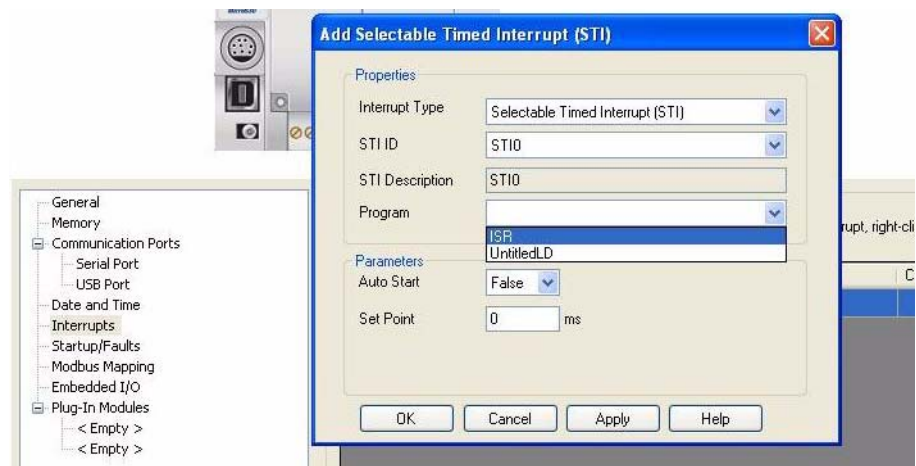 Add Selectable Timed Interrupt (STI)
Properties
Interrupt Type
Selectable Timed Interrupt (STI)
STI ID
STI0
STI Description
STI0
Program
ISR
UntitledLD
Parameters
Auto Start
False
Set Point
0
ms
OK
Cancel
Apply
Help
General
Memory
Communication Ports
Serial Port
USB Port
Date and Time
Interrupts
Startup/Faults
Modbus Mapping
Embedded I/O
Plug-In Modules
< Empty >
< Empty >
rupt, right-cli
C